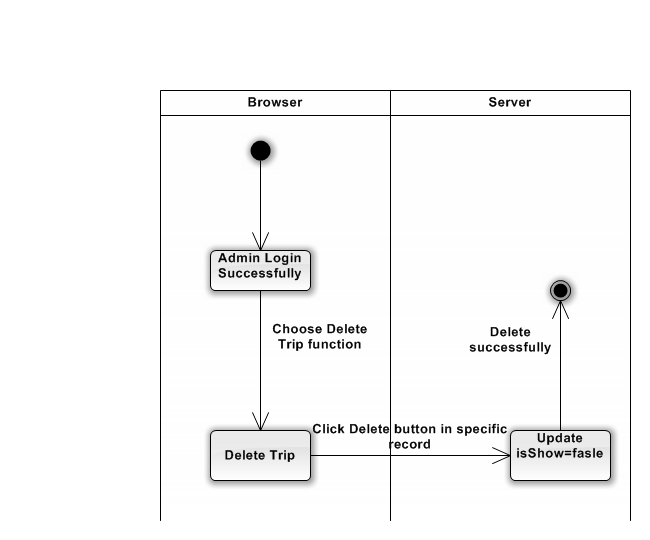 Browser
Server
Admin Login
Successfully
Choose Delete
Trip function
Delete
successfully
Click Delete button in specific
record
Delete Trip
Update
isShow=fasle